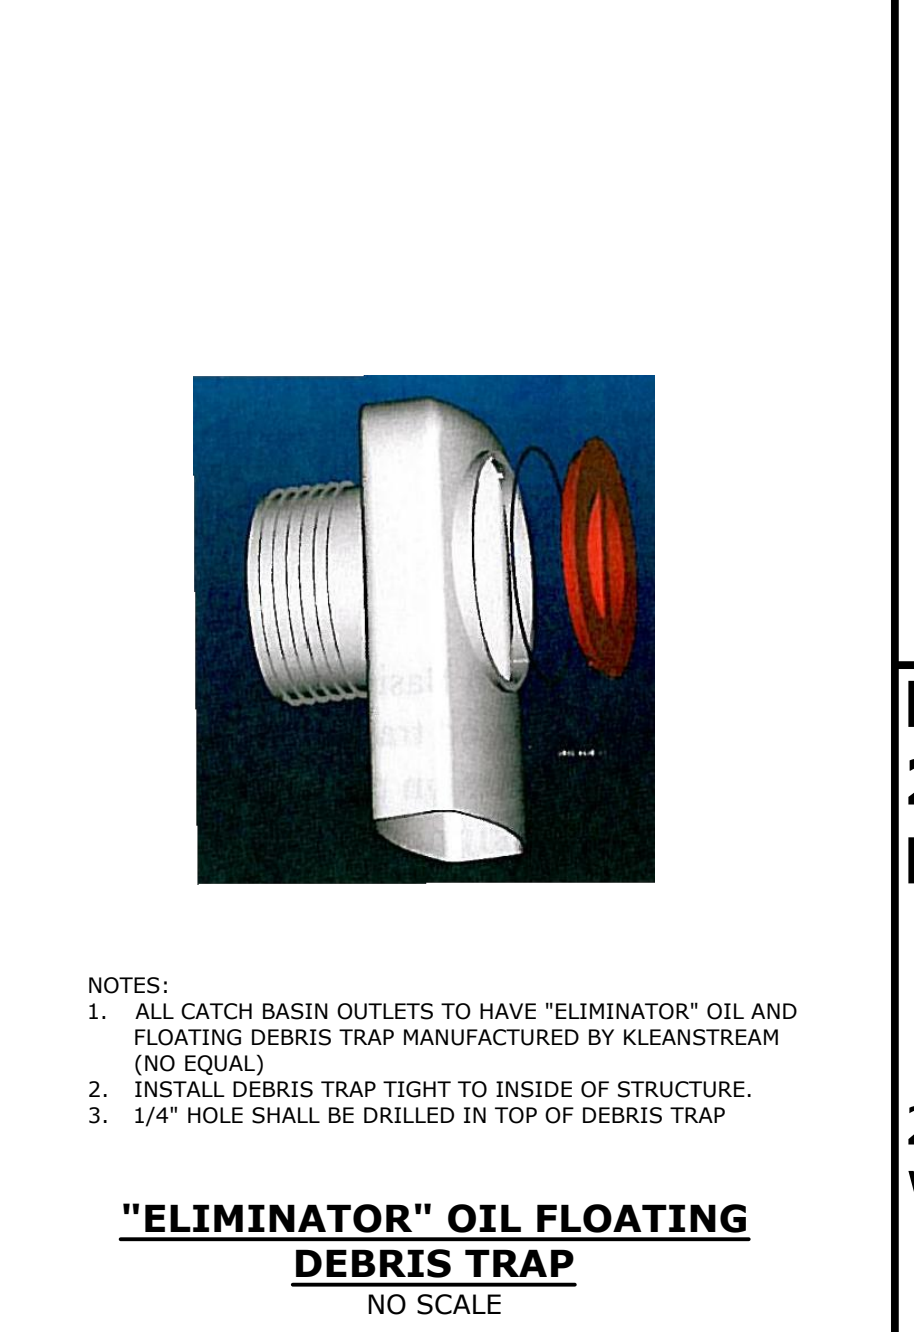 NOTES:
1. ALL CATCH BASIN OUTLETS TO HAVE "ELIMINATOR" OIL AND
FLOATING DEBRIS TRAP MANUFACTURED BY KLEANSTREAM
(NO EQUAL)
2. INSTALL DEBRIS TRAP TIGHT TO INSIDE OF STRUCTURE.
3. 1/4" HOLE SHALL BE DRILLED IN TOP OF DEBRIS TRAP
"ELIMINATOR" OIL FLOATING
DEBRIS TRAP
NO SCALE